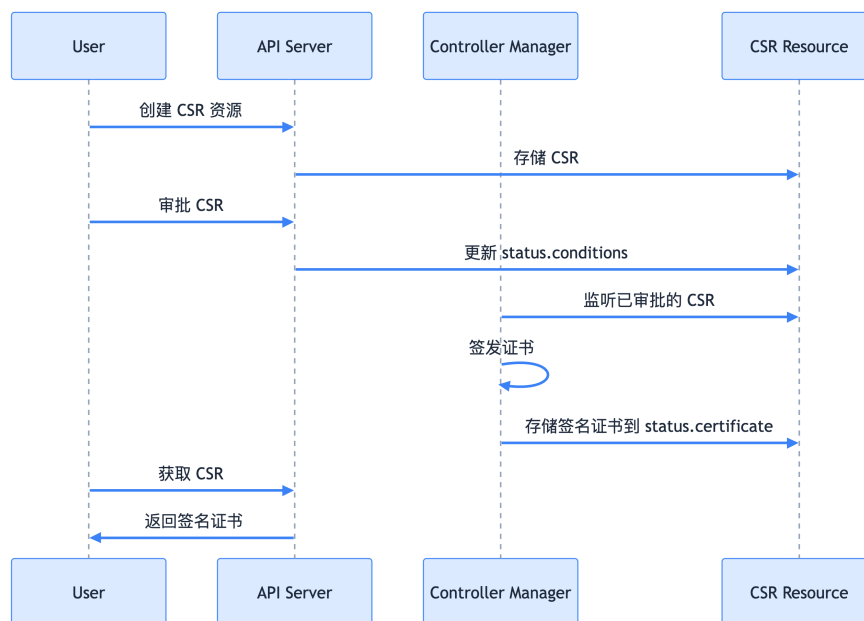 User
API Server
Controller Manager
CSR Resource
创建 CSR 资源
存储 CSR
审批 CSR
更新 status.conditions
监听已审批的 CSR
签发证书
存储签名证书到 status.certificate
获取 CSR
返回签名证书
User
API Server
Controller Manager
CSR Resource